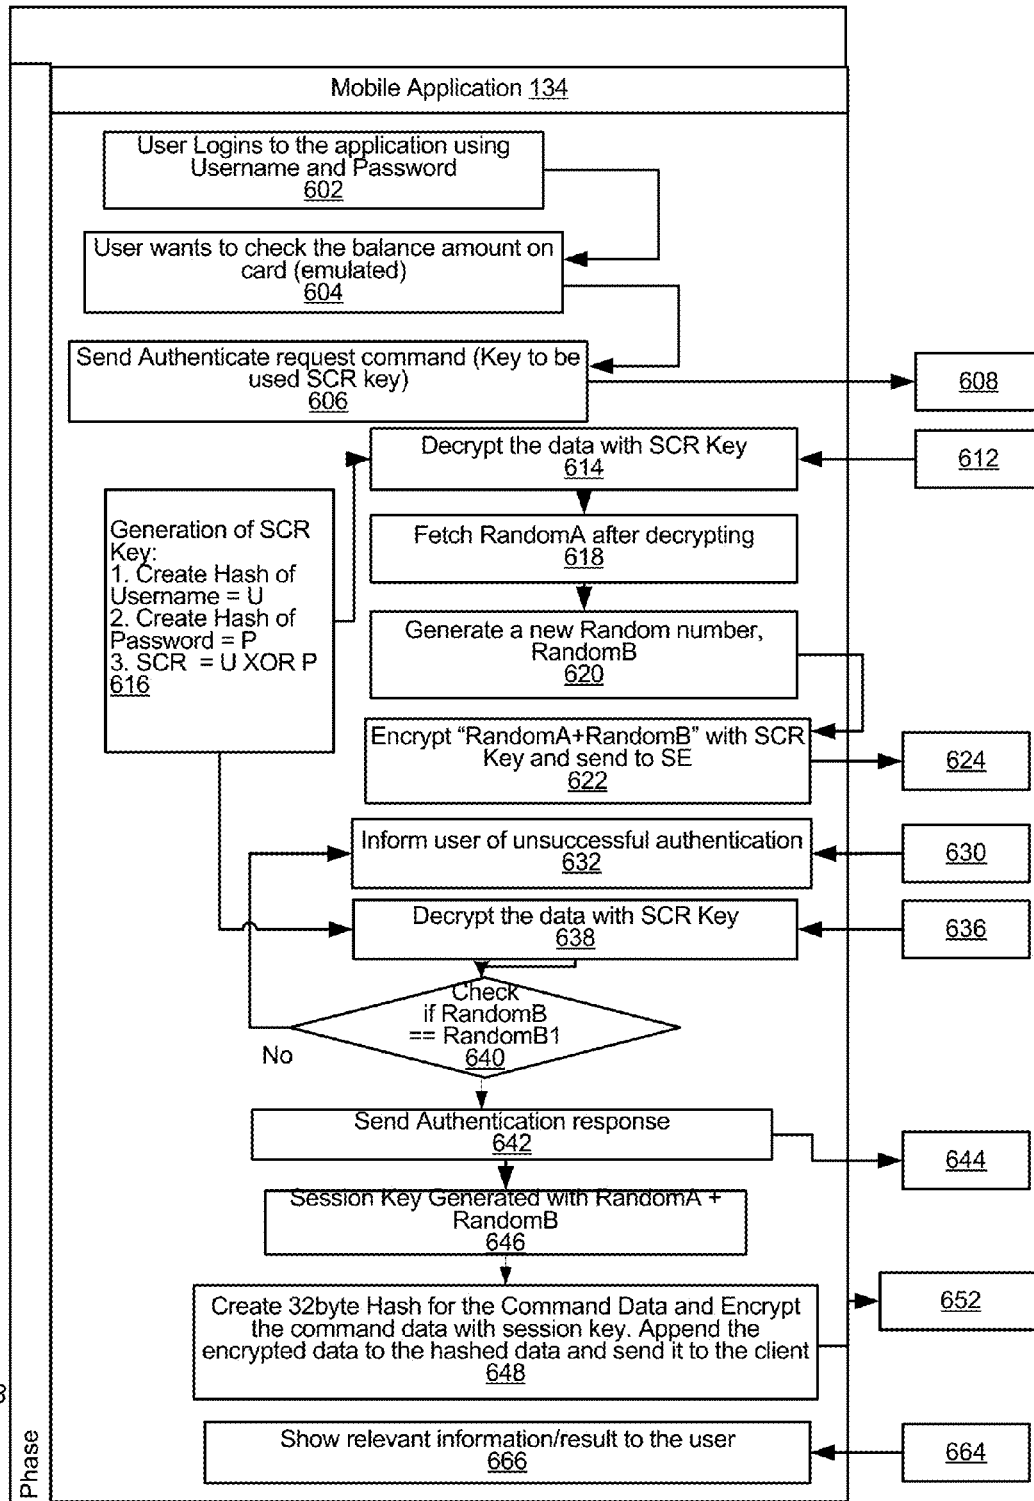 Mobile Application 134
User Logins to the application using
Username and Password
602
User wants to check the balance amount on
card (emulated)
604
Send Authenticate request command (Key to be
used SCR key)
606
608
Decrypt the data with SCR Key
614
612
Generation of SCR
Key:
1. Create Hash of
Username = U
2. Create Hash of
Password = P
3. SCR = U XOR P
616
Fetch RandomA after decrypting
618
Generate a new Random number,
RandomB
620
Encrypt “RandomA+RandomB” with SCR
Key and send to SE
622
624
Inform user of unsuccessful authentication
632
630
Decrypt the data with SCR Key
638
636
Check
if RandomB
== RandomB1
640
No
Send Authentication response
642
644
Session Key Generated with RandomA +
RandomB
646
Create 32byte Hash for the Command Data and Encrypt
the command data with session key. Append the
encrypted data to the hashed data and send it to the client
648
652
Show relevant information/result to the user
666
664
Phase